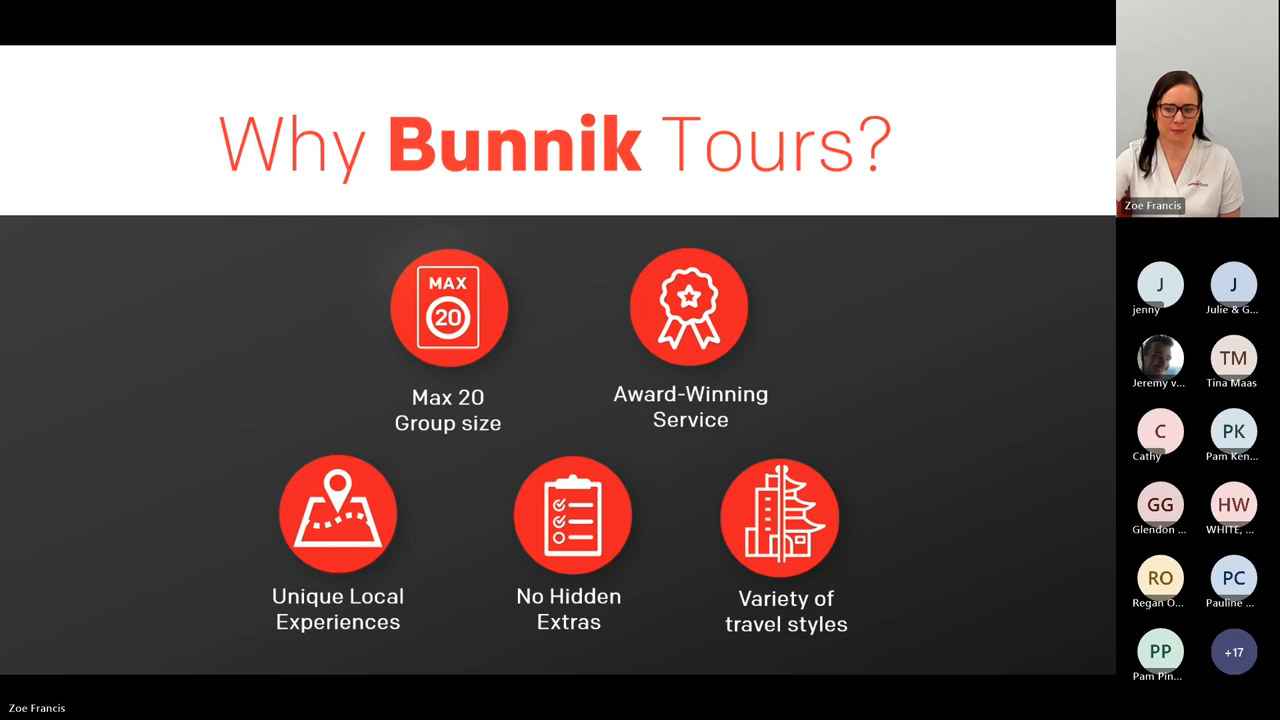 Why Bunnik Tours?
MAX
20
Max 20
Group size
Award-Winning
Service
Unique Local
Experiences
No Hidden
Extras
Variety of
travel styles
Zoe Francis
J
jenny
J
Julie & G...
Jeremy v...
TM
Tina Maas
C
Cathy
PK
Pam Ken...
GG
Glendon ...
HW
WHITE, ...
RO
Regan O...
PC
Pauline ...
PP
Pam Pin...
+17
Zoe Francis